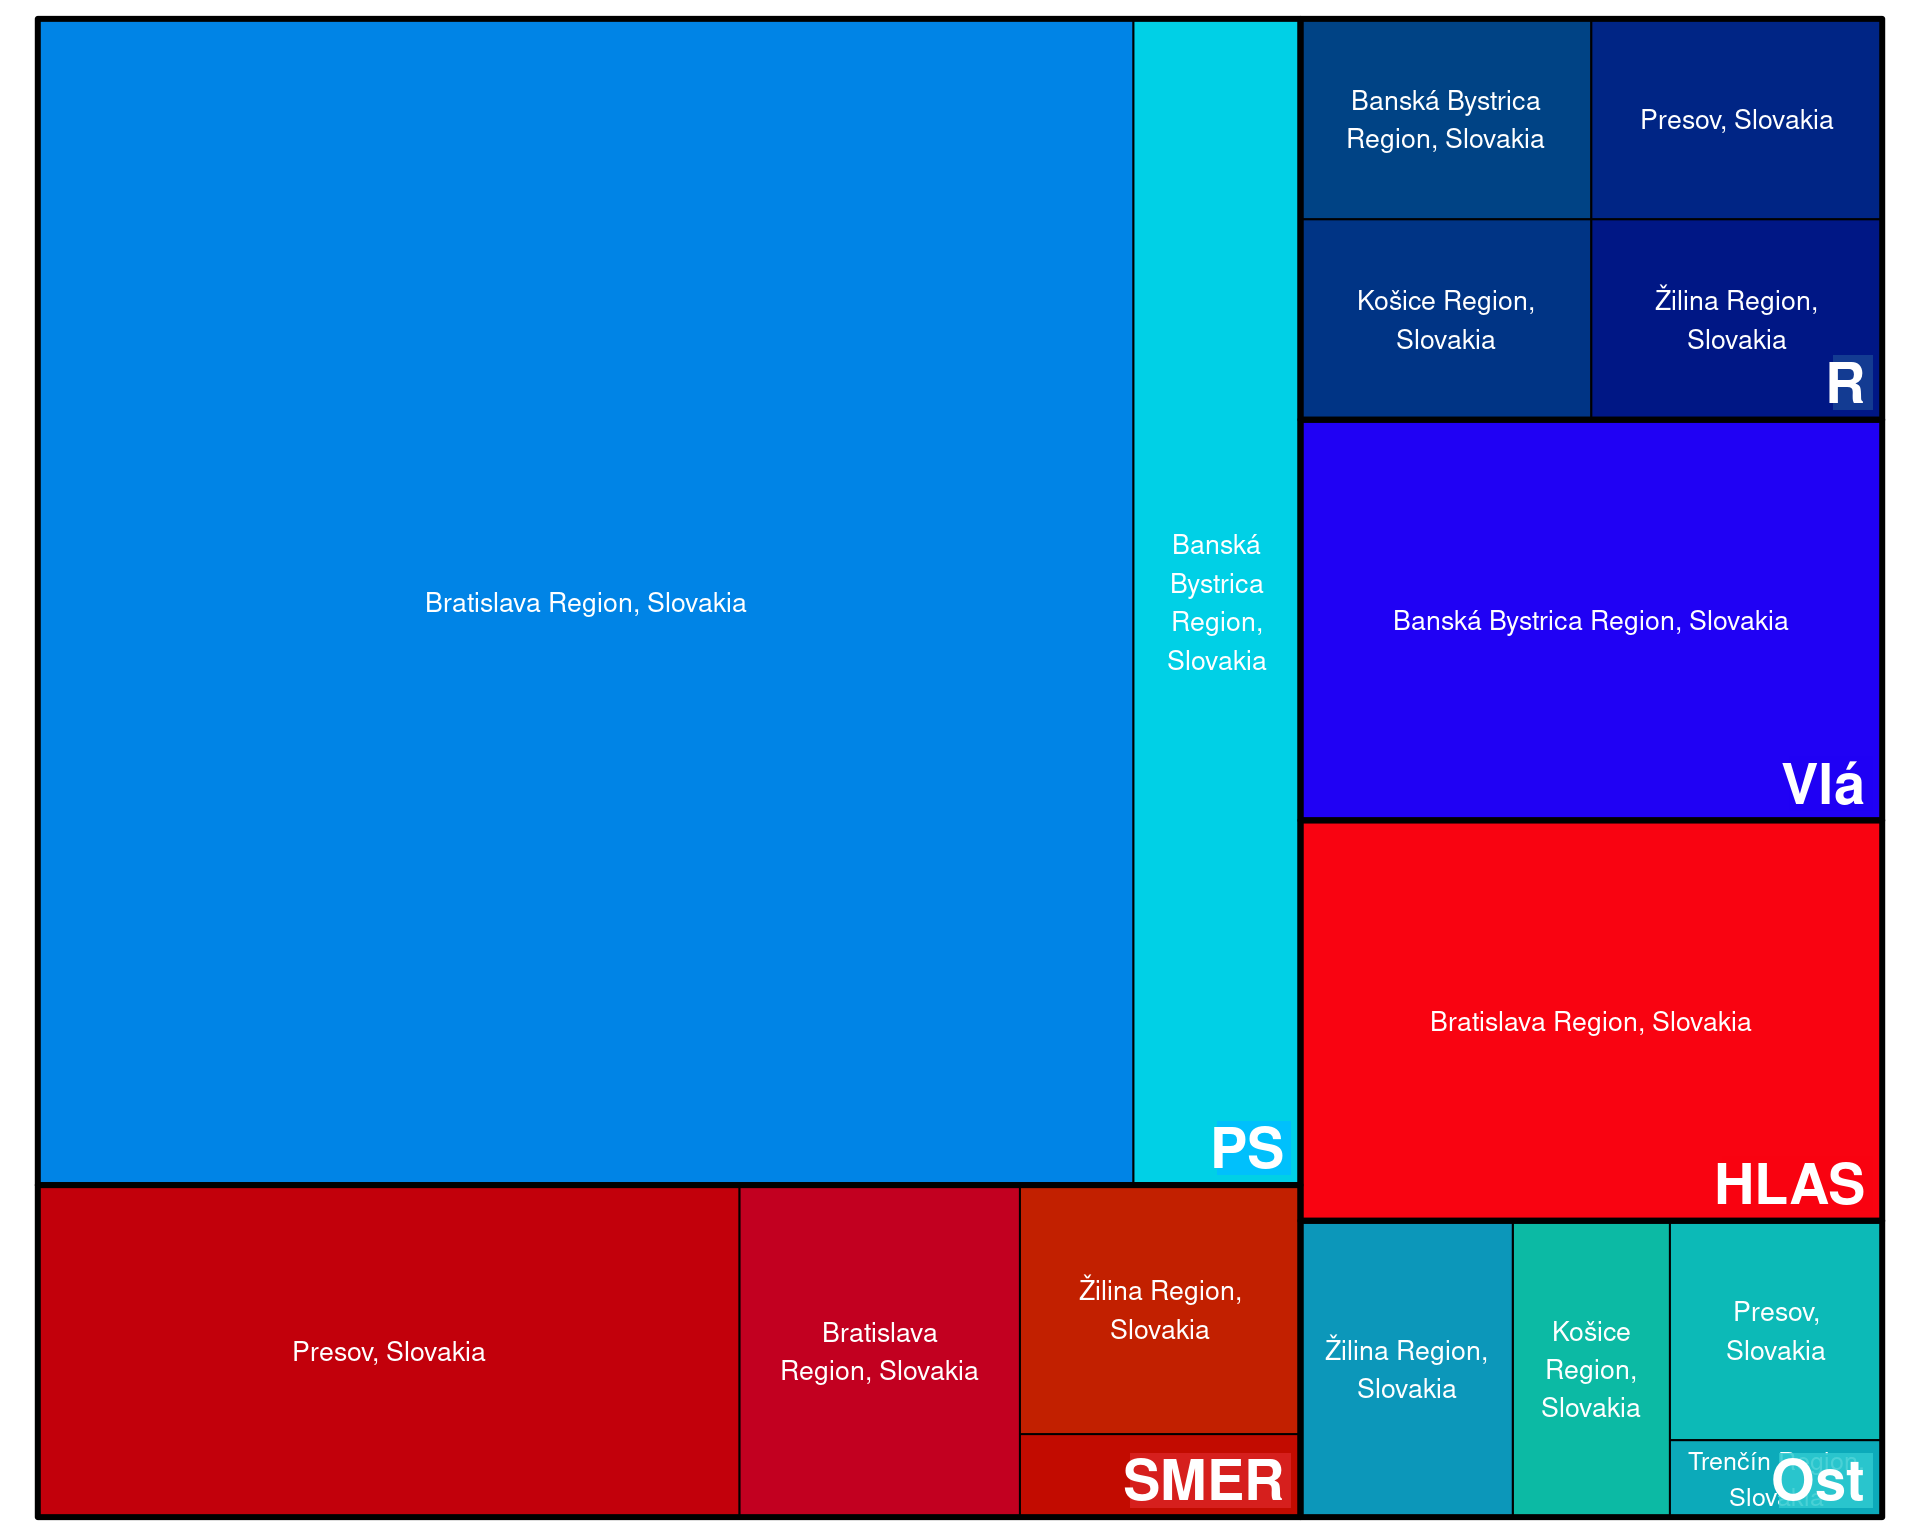 Bratislava Region, Slovakia
Banská
Bystrica
Region,
Slovakia
PS
Presov, Slovakia
Bratislava
Region, Slovakia
Žilina Region,
Slovakia
SMER
Banská Bystrica
Region, Slovakia
Presov, Slovakia
Košice Region,
Slovakia
Žilina Region,
Slovakia
R
Banská Bystrica Region, Slovakia
Vlá
Bratislava Region, Slovakia
HLAS
Žilina Region,
Slovakia
Košice
Region,
Slovakia
Presov,
Slovakia
Trenčín Region,
Slovakia
Ost